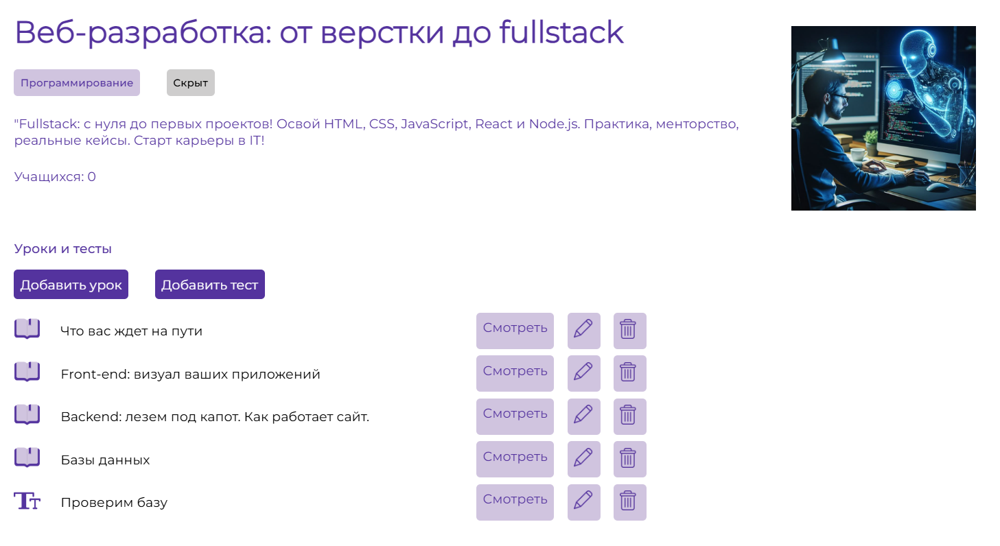 Веб-разработка: от верстки до fullstack
Программирование
Скрыт
"Fullstack: с нуля до первых проектов! Освой HTML, CSS, JavaScript, React и Node.js. Практика, менторство,
реальные кейсы. Старт карьеры в IT!
Учащихся: 0
Уроки и тесты
Добавить урок
Добавить тест
Что вас ждет на пути
Смотреть
Front-end: визуал ваших приложений
Смотреть
Backend: лезем под капот. Как работает сайт.
Смотреть
Базы данных
Смотреть
Проверим базу
Смотреть